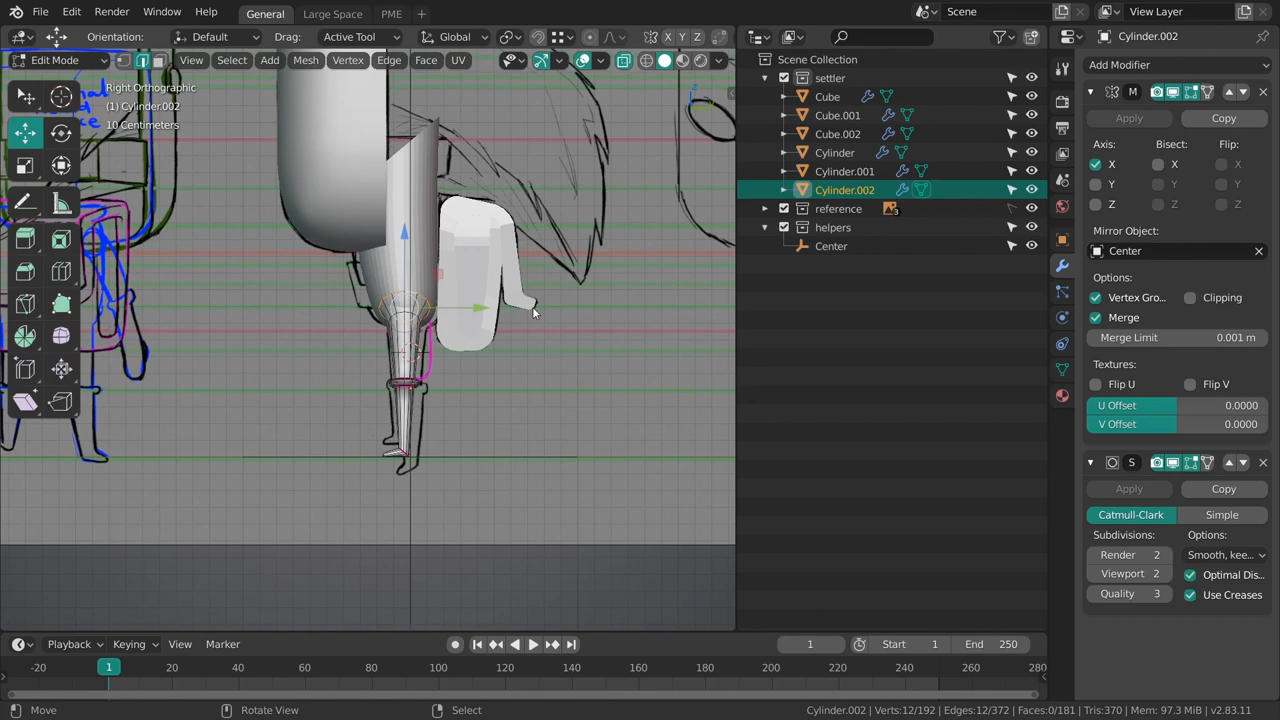 File Edit Render Window Help General Large Space PME + Scene View Layer
Orientation: Default Drag: Active Tool Global X Y Z Cylinder.002
Edit Mode View Select Add Mesh Vertex Edge Face UV Scene Collection Add Modifier
Right Orthographic
(1) Cylinder.002
10 Centimeters
settler
Cube
Cube.001
Cube.002
Cylinder
Cylinder.001
Cylinder.002
reference
3
helpers
Center
M
Apply Copy
Axis: Bisect: Flip:
X X X
Y Y Y
Z Z Z
Mirror Object:
Center
Options:
Vertex Gro... Clipping
Merge
Merge Limit 0.001 m
Textures:
Flip U Flip V
U Offset 0.0000
V Offset 0.0000
S
Apply Copy
Catmull-Clark Simple
Subdivisions: Options:
Render 2 Smooth, kee...
Viewport 2 Optimal Dis...
Quality 3 Use Creases
z
Playback Keying View Marker 1 Start 1 End 250
-20 1 20 40 60 80 100 120 140 160 180 200 220 240 260 280
Move Rotate View Select Cylinder.002 | Verts:12/192 | Edges:12/372 | Faces:0/181 | Tris:370 | Mem: 97.3 MiB | v2.83.11